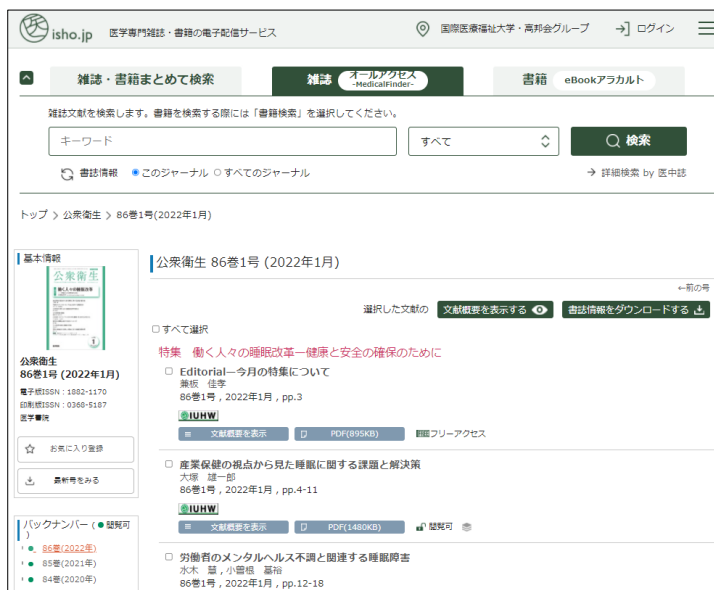 isho.jp 医学専門雑誌・書籍の電子配信サービス 国際医療福祉大学・高邦会グループ ログイン
雑誌・書籍まとめて検索 雑誌 オールアクセス -MedicalFinder- 書籍 eBookアラカルト
雑誌文献を検索します。書籍を検索する際には「書籍検索」を選択してください。
キーワード すべて 検索
書誌情報 このジャーナル すべてのジャーナル → 詳細検索 by 医中誌
トップ > 公衆衛生 > 86巻1号(2022年1月)
基本情報
公衆衛生
公衆衛生
86巻1号 (2022年1月)
電子版ISSN : 1882-1170
印刷版ISSN : 0368-5187
医学書院
お気に入り登録
最新号をみる
バックナンバー (●閲覧可
)
86巻(2022年)
85巻(2021年)
84巻(2020年)
公衆衛生 86巻1号 (2022年1月)
←前の号
選択した文献の 文献概要を表示する 書誌情報をダウンロードする
すべて選択
特集 働く人々の睡眠改革—健康と安全の確保のために
Editorial—今月の特集について
兼板 佳孝
86巻1号 , 2022年1月 , pp.3
IUHW
文献概要を表示 PDF(895KB) フリーアクセス
産業保健の視点から見た睡眠に関する課題と解決策
大塚 雄一郎
86巻1号 , 2022年1月 , pp.4-11
IUHW
文献概要を表示 PDF(1480KB) 閲覧可
労働者のメンタルヘルス不調と関連する睡眠障害
水木 慧 , 小曽根 基裕
86巻1号 , 2022年1月 , pp.12-18